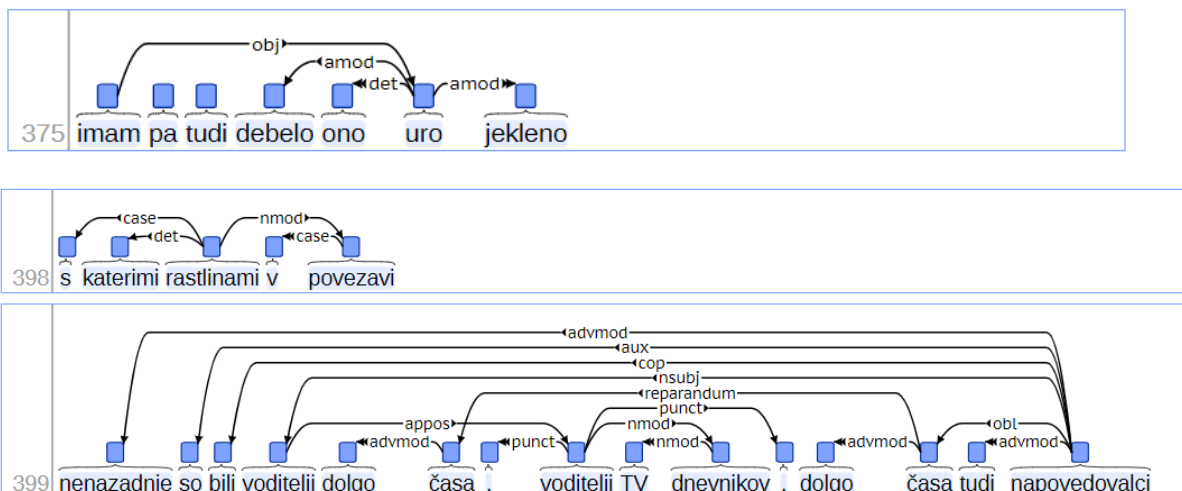 obj
amod
det amod
375 imam pa tudi debelo ono uro jekleno
case nmod
det case
398 s katerimi rastlinami v povezavi
advmod
aux
cop
nsubj
reparandum
punct
appos nmod obl
advmod punct nmod advmod advmod
399 nenazadnje so bili voditelji dolgo časa , voditelji TV dnevnikov , dolgo časa tudi napovedovalci